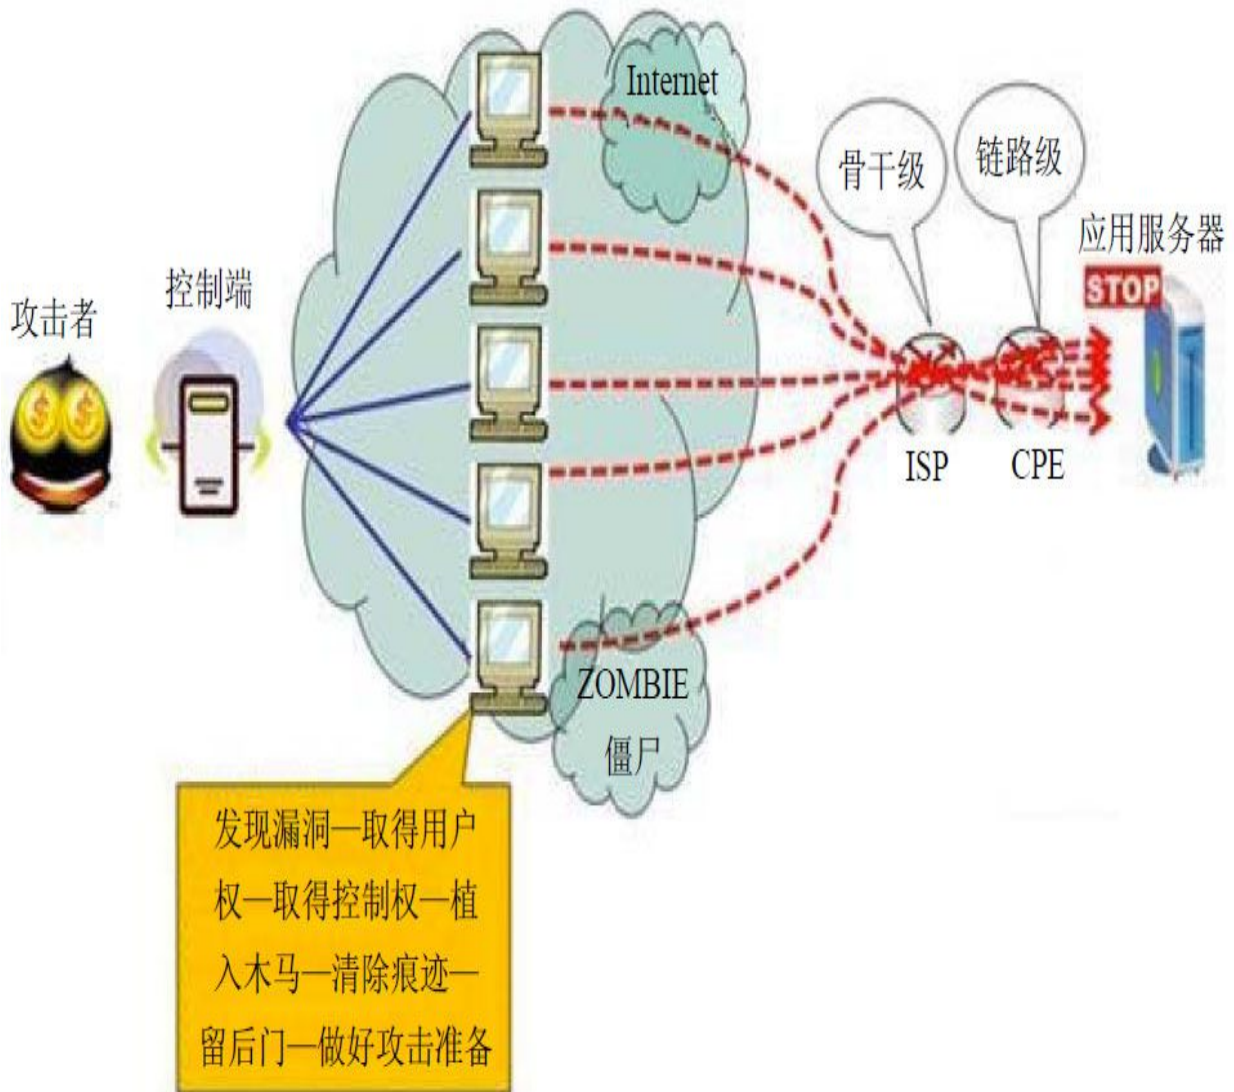 Internet
骨干级
链路级
应用服务器
STOP
控制端
攻击者
ISP
CPE
ZOMBIE
僵尸
发现漏洞—取得用户
权—取得控制权—植
入木马—清除痕迹—
留后门—做好攻击准备